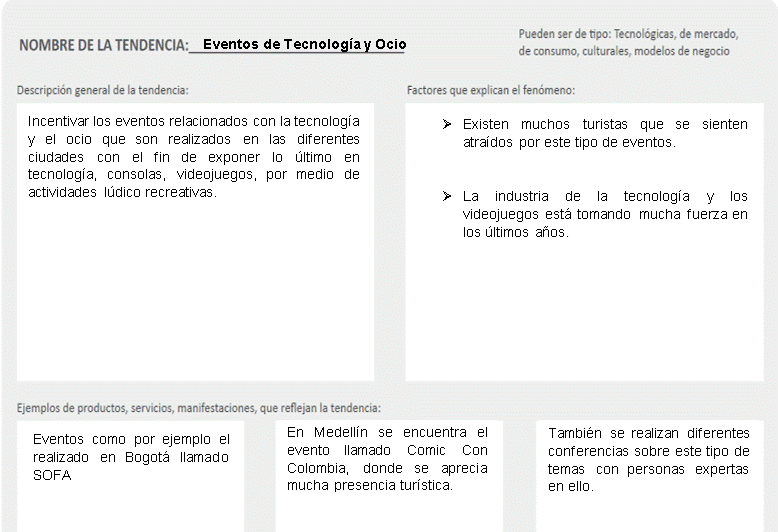 NOMBRE DE LA TENDENCIA: Eventos de Tecnología y Ocio
Pueden ser de tipo: Tecnológicas, de mercado,
de consumo, culturales, modelos de negocio
Descripción general de la tendencia:
Incentivar los eventos relacionados con la tecnología
y el ocio que son realizados en las diferentes
ciudades con el fin de exponer lo último en
tecnología, consolas, videojuegos, por medio de
actividades lúdico recreativas.
Factores que explican el fenómeno:
➢ Existen muchos turistas que se sienten
atraídos por este tipo de eventos.
➢ La industria de la tecnología y los
videojuegos está tomando mucha fuerza en
los últimos años.
Ejemplos de productos, servicios, manifestaciones, que reflejan la tendencia:
Eventos como por ejemplo el
realizado en Bogotá llamado
SOFA
En Medellín se encuentra el
evento llamado Comic Con
Colombia, donde se aprecia
mucha presencia turística.
También se realizan diferentes
conferencias sobre este tipo de
temas con personas expertas
en ello.